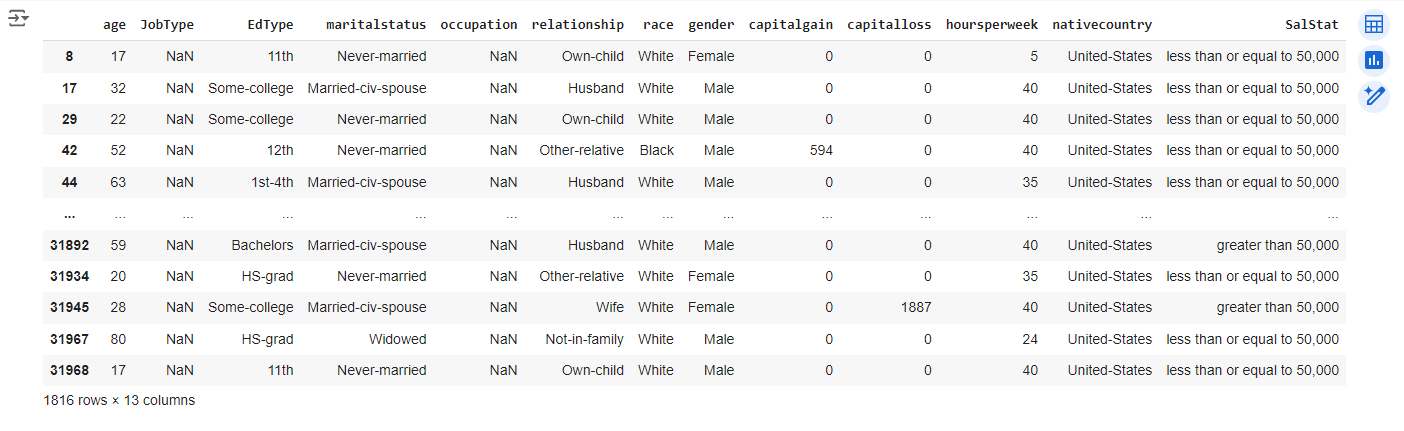 age JobType EdType maritalstatus occupation relationship race gender capitalgain capitalloss hoursperweek nativecountry SalStat
8 17 NaN 11th Never-married NaN Own-child White Female 0 0 5 United-States less than or equal to 50,000
17 32 NaN Some-college Married-civ-spouse NaN Husband White Male 0 0 40 United-States less than or equal to 50,000
29 22 NaN Some-college Never-married NaN Own-child White Male 0 0 40 United-States less than or equal to 50,000
42 52 NaN 12th Never-married NaN Other-relative Black Male 594 0 40 United-States less than or equal to 50,000
44 63 NaN 1st-4th Married-civ-spouse NaN Husband White Male 0 0 35 United-States less than or equal to 50,000
... ... ... ... ... ... ... ... ... ... ... ... ... ...
31892 59 NaN Bachelors Married-civ-spouse NaN Husband White Male 0 0 40 United-States greater than 50,000
31934 20 NaN HS-grad Never-married NaN Other-relative White Female 0 0 35 United-States less than or equal to 50,000
31945 28 NaN Some-college Married-civ-spouse NaN Wife White Female 0 1887 40 United-States greater than 50,000
31967 80 NaN HS-grad Widowed NaN Not-in-family White Male 0 0 24 United-States less than or equal to 50,000
31968 17 NaN 11th Never-married NaN Own-child White Male 0 0 40 United-States less than or equal to 50,000
1816 rows × 13 columns